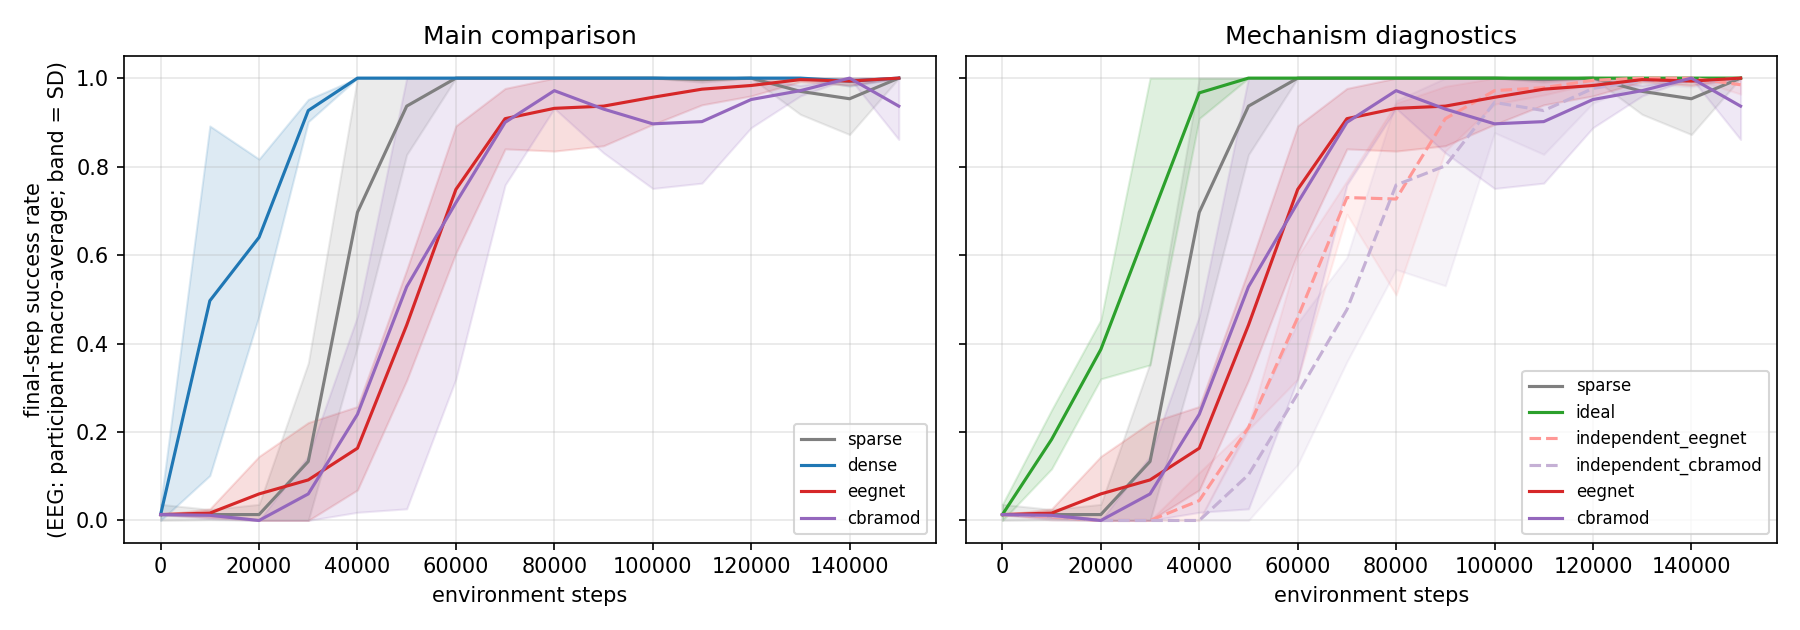 Main comparison
final-step success rate
(EEG: participant macro-average; band = SD)
1.0
0.8
0.6
0.4
0.2
0.0
sparse
dense
eegnet
cbramod
0 20000 40000 60000 80000 100000 120000 140000
environment steps
Mechanism diagnostics
sparse
ideal
independent_eegnet
independent_cbramod
eegnet
cbramod
0 20000 40000 60000 80000 100000 120000 140000
environment steps